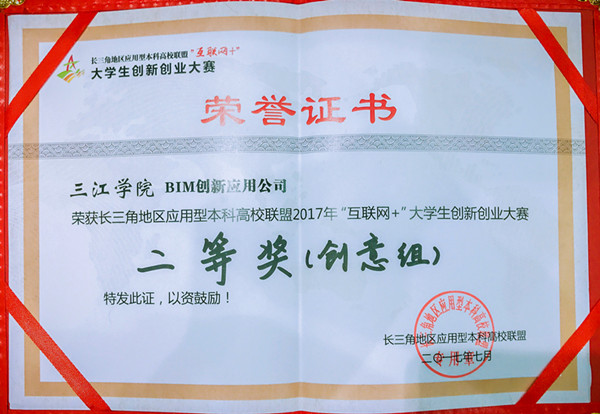 长三角地区应用型本科高校联盟"互联网+"
大学生创新创业大赛
荣誉证书
三江学院 BIM创新应用公司
荣获长三角地区应用型本科高校联盟2017年“互联网+”大学生创新创业大赛
二等奖(创意组)
特发此证，以资鼓励！
长三角地区应用型本科高校联盟
二〇一七年七月